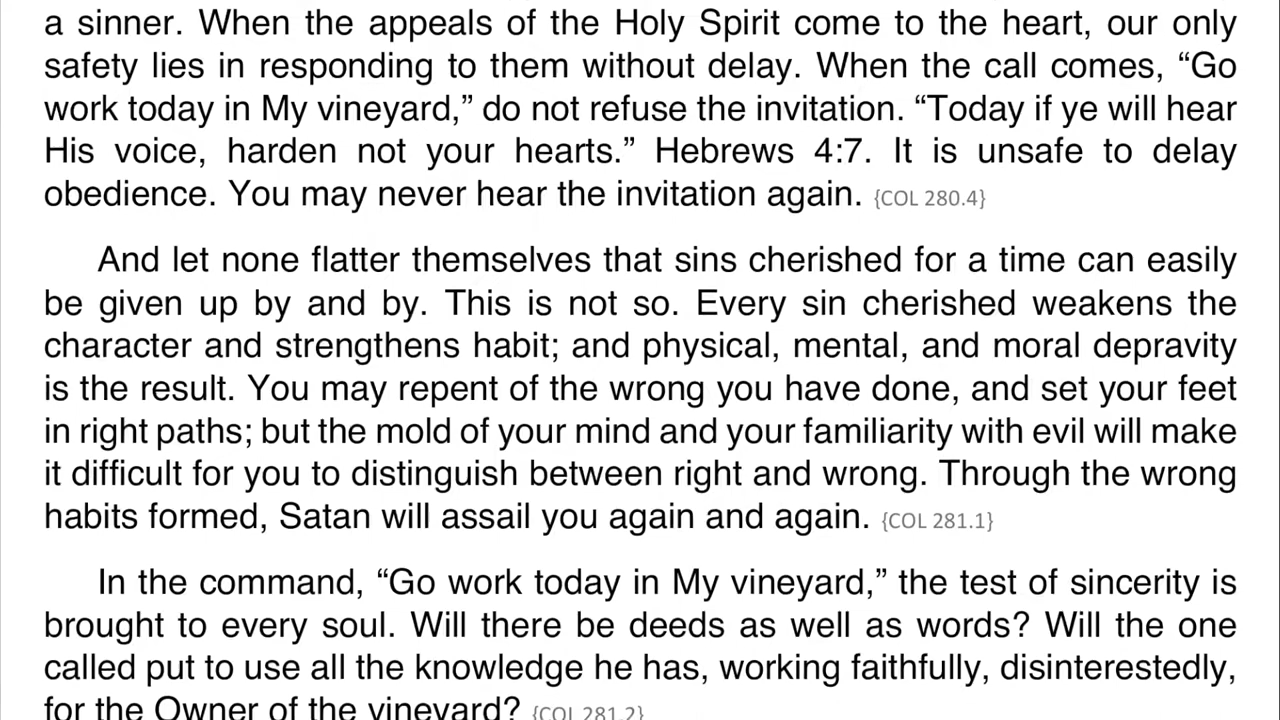 a sinner. When the appeals of the Holy Spirit come to the heart, our only
safety lies in responding to them without delay. When the call comes, “Go
work today in My vineyard,” do not refuse the invitation. “Today if ye will hear
His voice, harden not your hearts.” Hebrews 4:7. It is unsafe to delay
obedience. You may never hear the invitation again. {COL 280.4}
And let none flatter themselves that sins cherished for a time can easily
be given up by and by. This is not so. Every sin cherished weakens the
character and strengthens habit; and physical, mental, and moral depravity
is the result. You may repent of the wrong you have done, and set your feet
in right paths; but the mold of your mind and your familiarity with evil will make
it difficult for you to distinguish between right and wrong. Through the wrong
habits formed, Satan will assail you again and again. {COL 281.1}
In the command, “Go work today in My vineyard,” the test of sincerity is
brought to every soul. Will there be deeds as well as words? Will the one
called put to use all the knowledge he has, working faithfully, disinterestedly,
for the Owner of the vineyard? {COL 281.2}